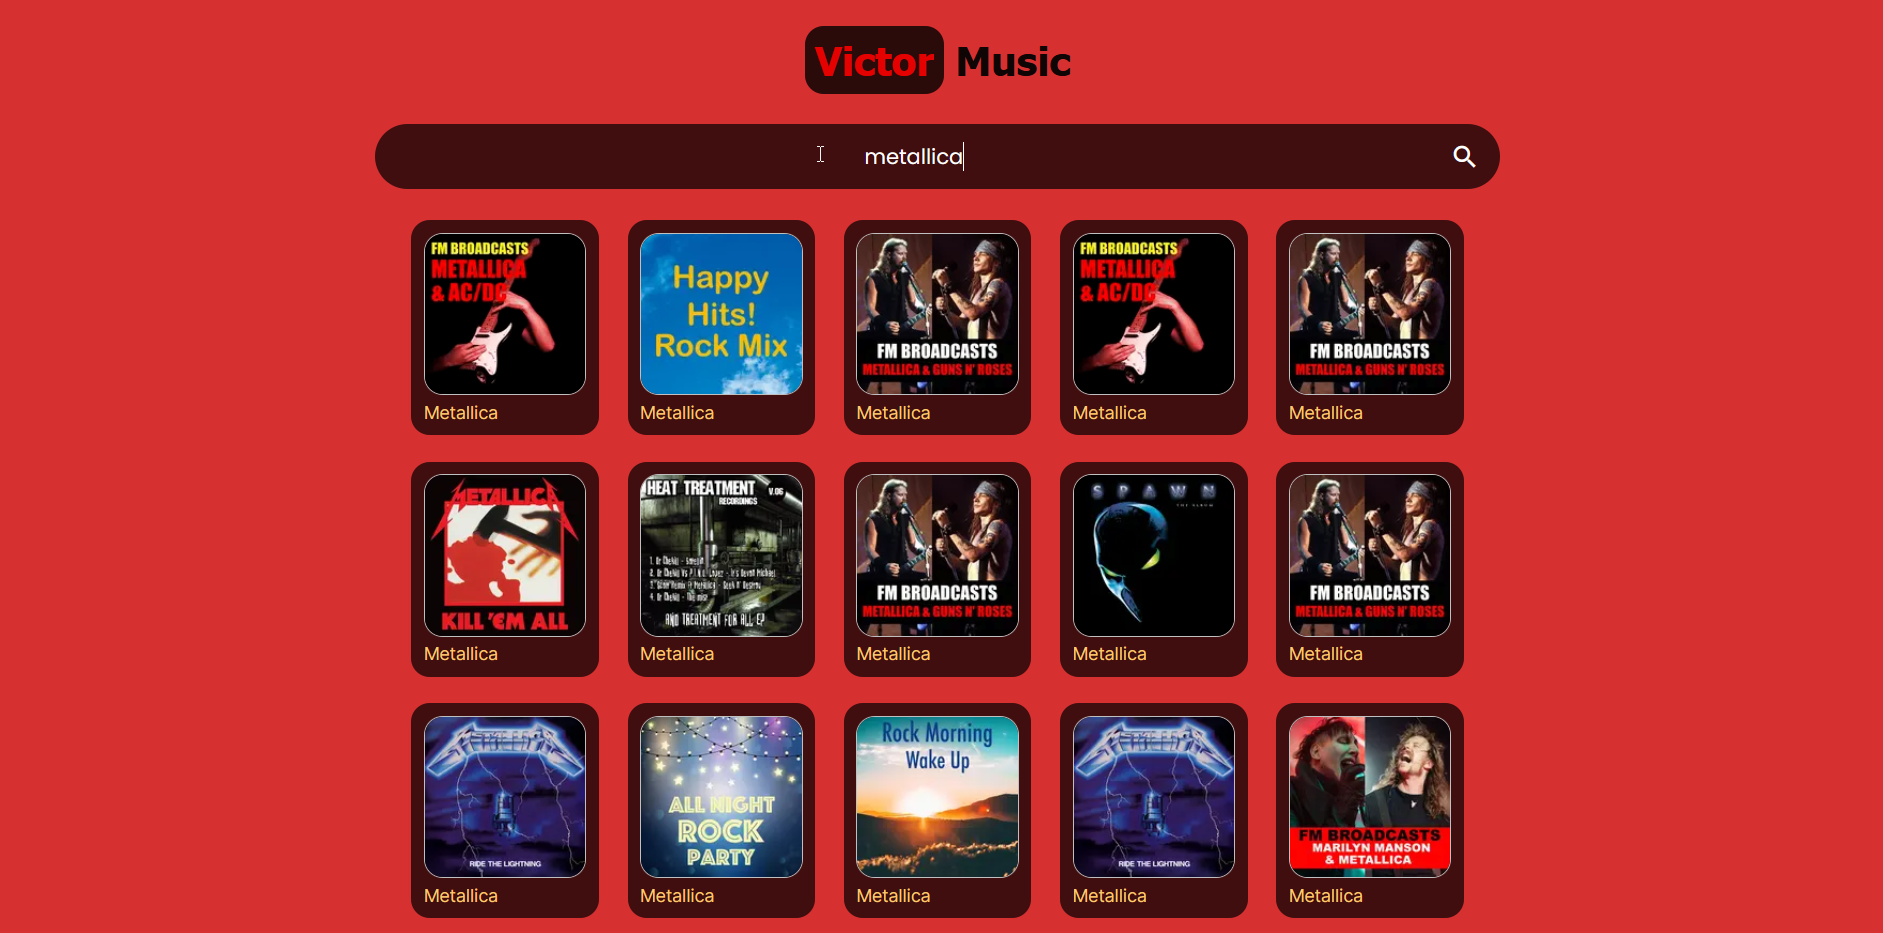 Victor Music
metallica
FM BROADCASTS
METALLICA
& AC/DC
Metallica
Happy
Hits!
Rock Mix
Metallica
FM BROADCASTS
METALLICA & GUNS N' ROSES
Metallica
FM BROADCASTS
METALLICA
& AC/DC
Metallica
FM BROADCASTS
METALLICA & GUNS N' ROSES
Metallica
METALLICA
KILL 'EM ALL
Metallica
HEAT TREATMENT V.06
RECORDINGS
AND TREATMENT FOR ALL EP
Metallica
FM BROADCASTS
METALLICA & GUNS N' ROSES
Metallica
SPAWN
THE ALBUM
Metallica
FM BROADCASTS
METALLICA & GUNS N' ROSES
Metallica
METALLICA
RIDE THE LIGHTNING
Metallica
ALL NIGHT
ROCK
PARTY
Metallica
Rock Morning
Wake Up
Metallica
METALLICA
RIDE THE LIGHTNING
Metallica
FM BROADCASTS
MARILYN MANSON
& METALLICA
Metallica